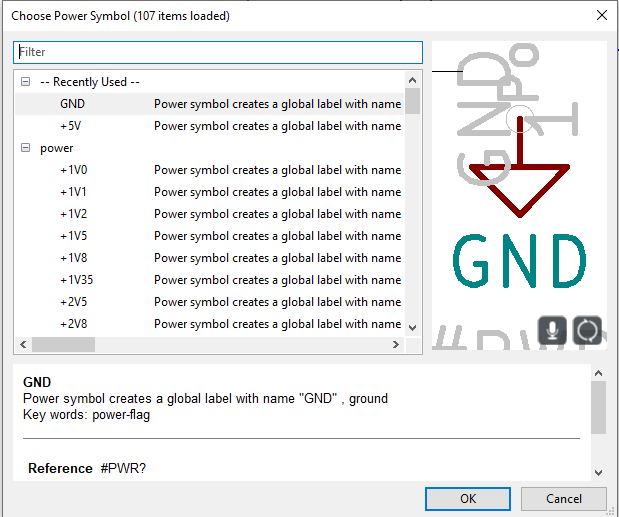 Choose Power Symbol (107 items loaded)
Filter
-- Recently Used --
GND Power symbol creates a global label with name
+5V Power symbol creates a global label with name
power
+1V0 Power symbol creates a global label with name
+1V1 Power symbol creates a global label with name
+1V2 Power symbol creates a global label with name
+1V5 Power symbol creates a global label with name
+1V8 Power symbol creates a global label with name
+1V35 Power symbol creates a global label with name
+2V5 Power symbol creates a global label with name
+2V8 Power symbol creates a global label with name
GND
1
GND
#PWR
GND
Power symbol creates a global label with name "GND" , ground
Key words: power-flag
Reference #PWR?
OK
Cancel